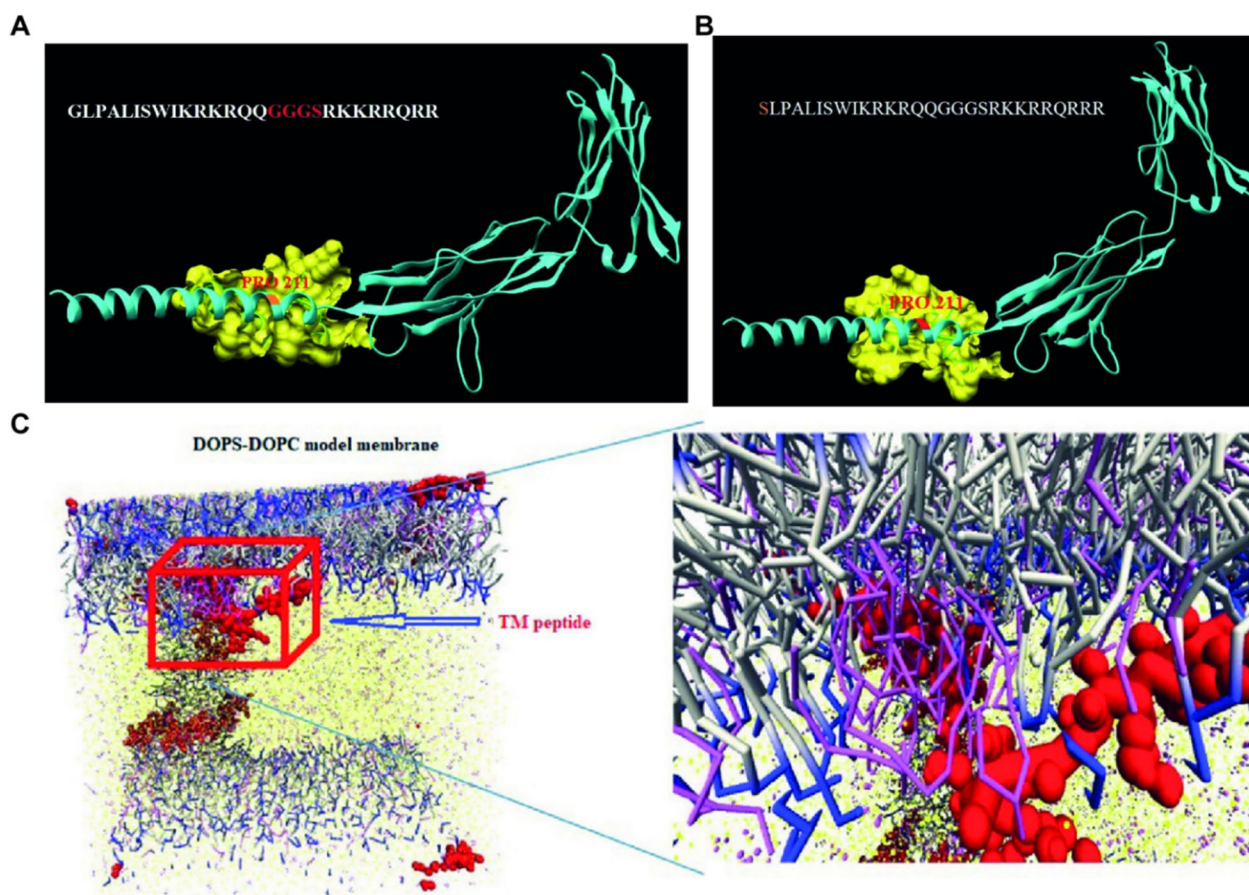 A
B
GLPALISWIKRKRQQGGGSRKKRRQRR
SLPALISWIKRKRQQGGGSRKKRRQRRR
PRO 211
PRO 211
C
DOPS-DOPC model membrane
TM peptide